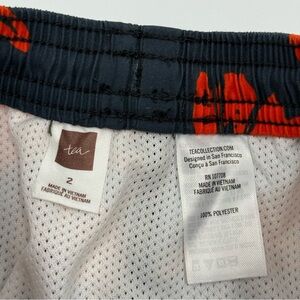 tea
2
MADE IN VIETNAM
FABRIQUÉ AU VIETNAM
TEACOLLECTION.COM
Designed in San Francisco
Conçu à San Francisco
RN 107708
MADE IN VIETNAM
FABRIQUÉ AU VIETNAM
100% POLYESTER